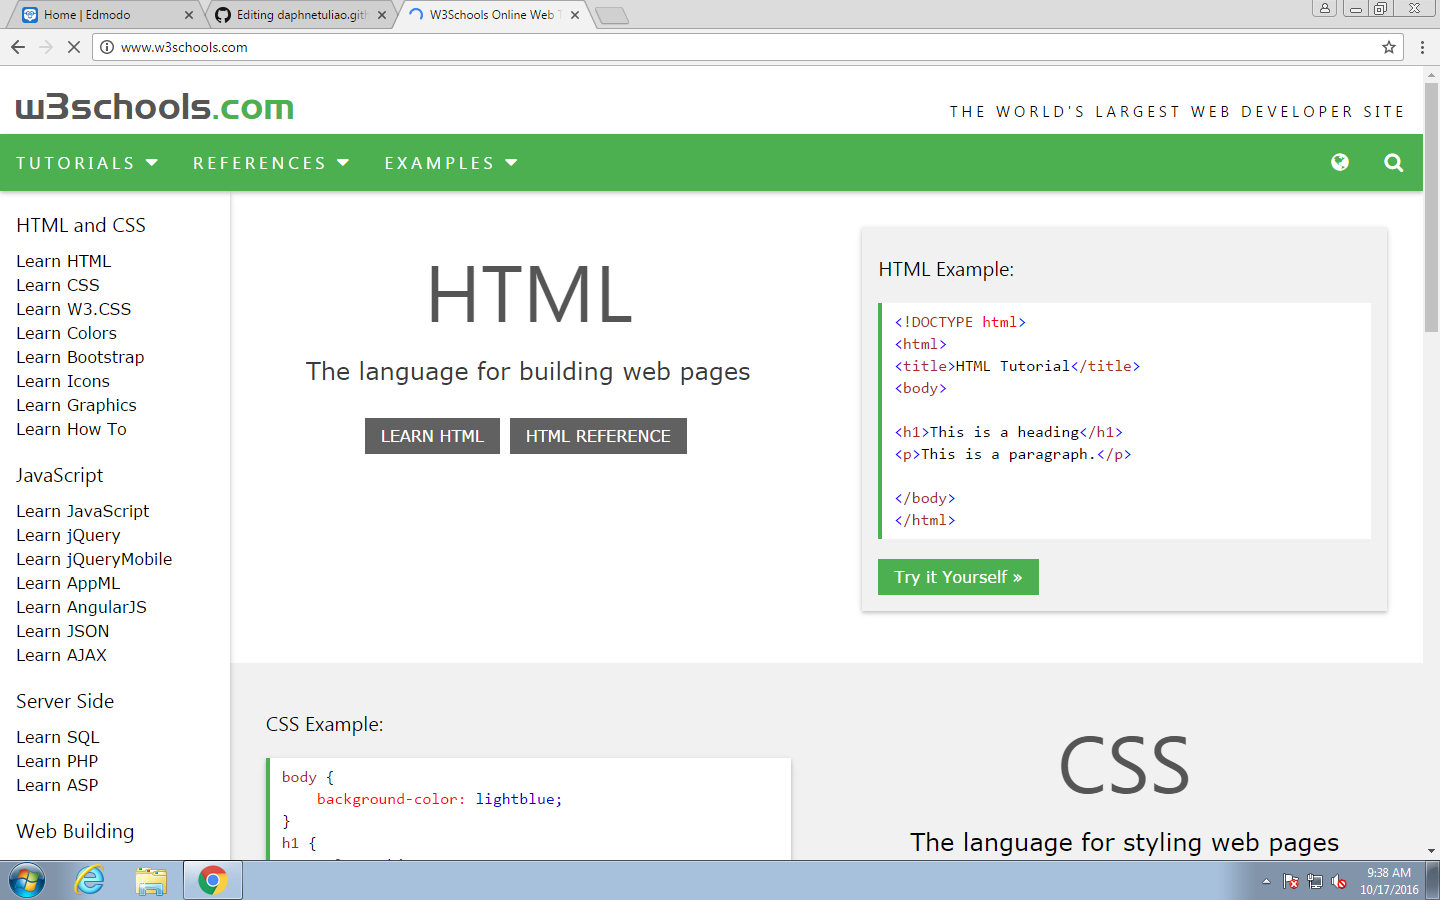 Home | Edmodo
Editing daphnetuliao.gith
W3Schools Online Web T
www.w3schools.com
w3schools.com
THE WORLD'S LARGEST WEB DEVELOPER SITE
TUTORIALS
REFERENCES
EXAMPLES
HTML and CSS
Learn HTML
Learn CSS
Learn W3.CSS
Learn Colors
Learn Bootstrap
Learn Icons
Learn Graphics
Learn How To
JavaScript
Learn JavaScript
Learn jQuery
Learn jQueryMobile
Learn AppML
Learn AngularJS
Learn JSON
Learn AJAX
Server Side
Learn SQL
Learn PHP
Learn ASP
Web Building
HTML
The language for building web pages
LEARN HTML
HTML REFERENCE
HTML Example:
<!DOCTYPE html>
<html>
<title>HTML Tutorial</title>
<body>
<h1>This is a heading</h1>
<p>This is a paragraph.</p>
</body>
</html>
Try it Yourself »
CSS Example:
body {
background-color: lightblue;
}
h1 {
CSS
The language for styling web pages
9:38 AM
10/17/2016